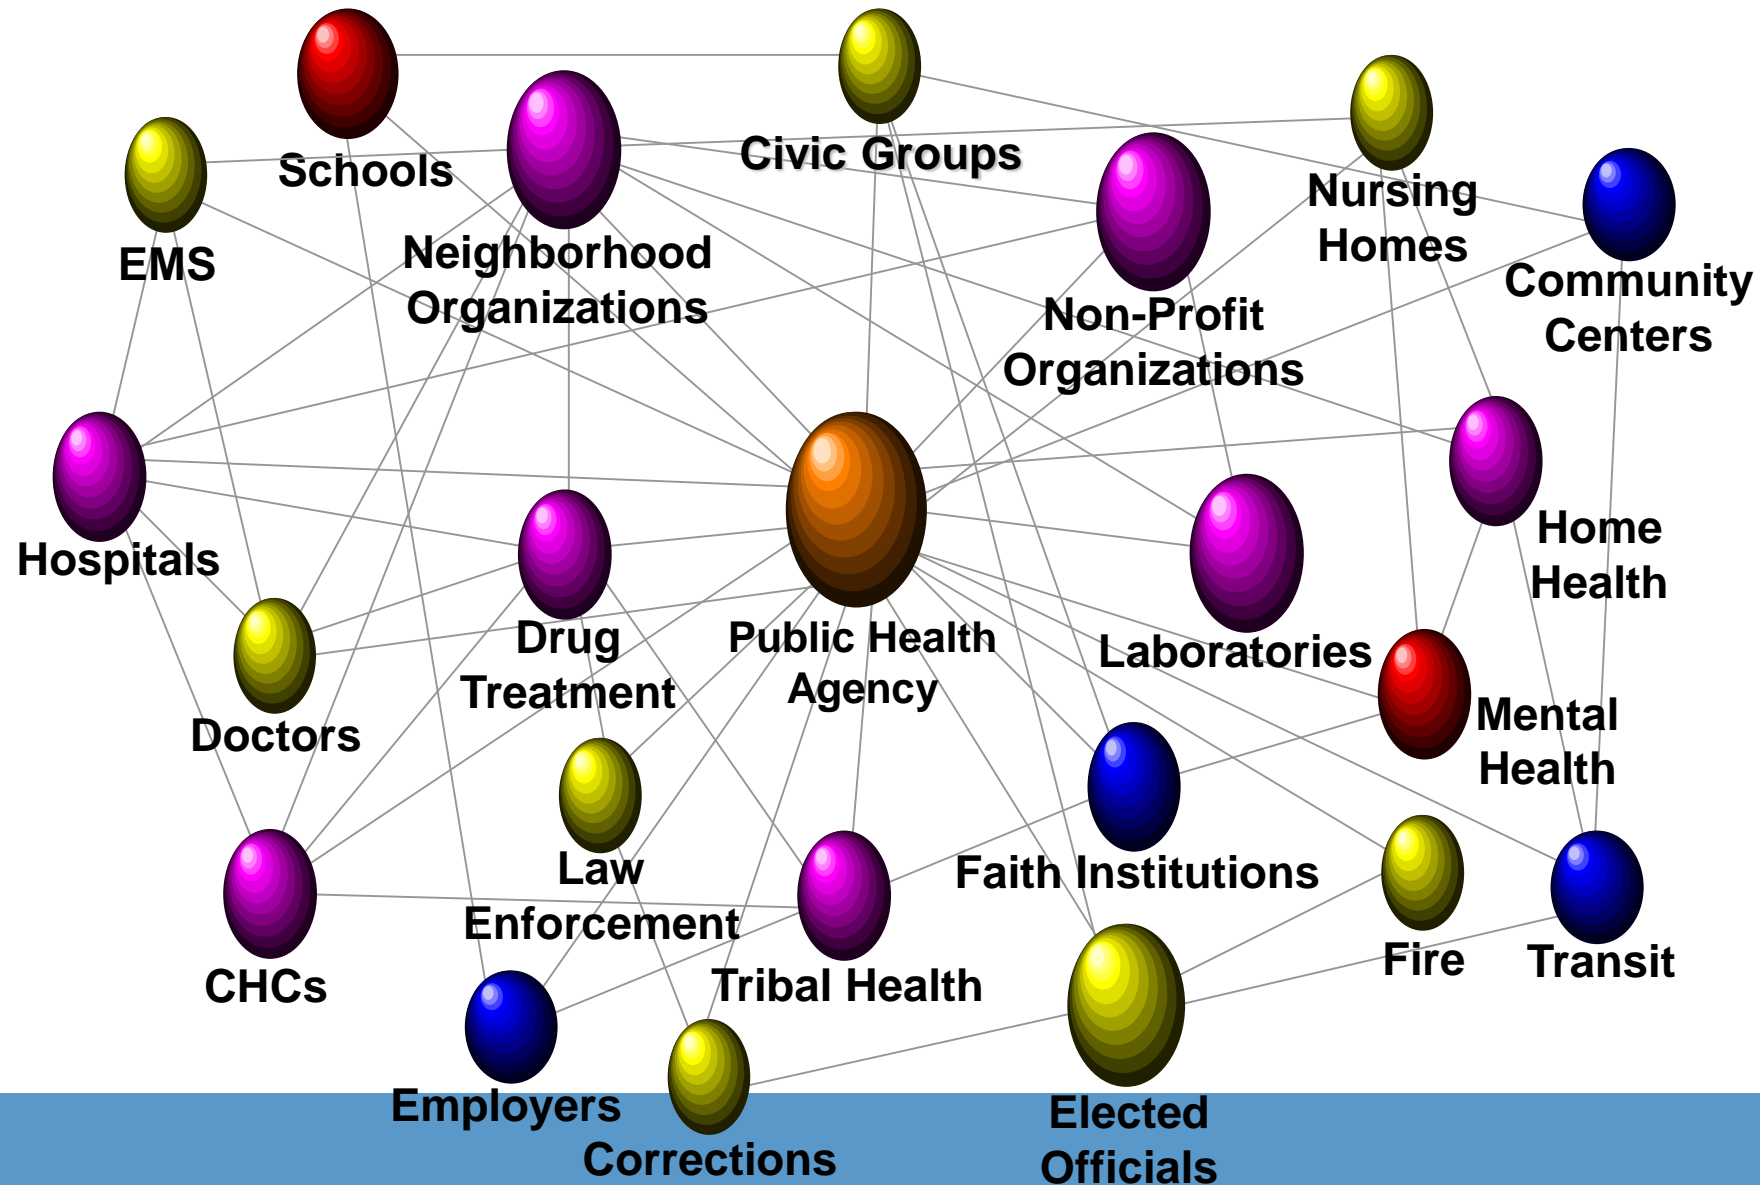 Schools
Civic Groups
Nursing
Homes
EMS
Neighborhood
Organizations
Non-Profit
Organizations
Community
Centers
Hospitals
Drug
Treatment
Public Health
Agency
Laboratories
Home
Health
Doctors
Mental
Health
Law
Enforcement
Faith Institutions
CHCs
Tribal Health
Fire
Transit
Employers
Corrections
Elected
Officials